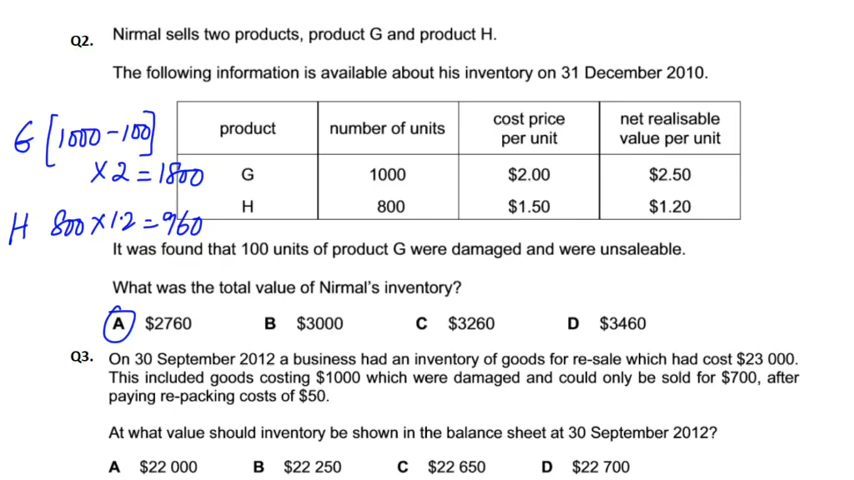 Q2. Nirmal sells two products, product G and product H.
The following information is available about his inventory on 31 December 2010.
G [1000-100]
×2=1800
H 800×1.2=960
product number of units cost price per unit net realisable value per unit
G 1000 $2.00 $2.50
H 800 $1.50 $1.20
It was found that 100 units of product G were damaged and were unsaleable.
What was the total value of Nirmal's inventory?
A $2760 B $3000 C $3260 D $3460
Q3. On 30 September 2012 a business had an inventory of goods for re-sale which had cost $23 000.
This included goods costing $1000 which were damaged and could only be sold for $700, after
paying re-packing costs of $50.
At what value should inventory be shown in the balance sheet at 30 September 2012?
A $22 000 B $22 250 C $22 650 D $22 700